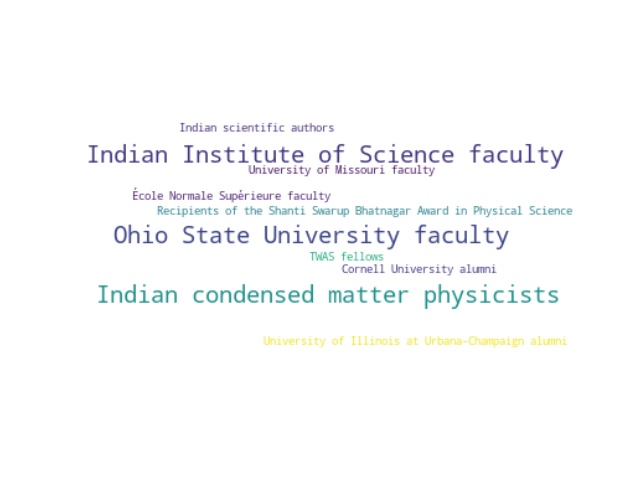 Indian scientific authors
Indian Institute of Science faculty
University of Missouri faculty
École Normale Supérieure faculty
Recipients of the Shanti Swarup Bhatnagar Award in Physical Science
Ohio State University faculty
TWAS fellows
Cornell University alumni
Indian condensed matter physicists
University of Illinois at Urbana-Champaign alumni